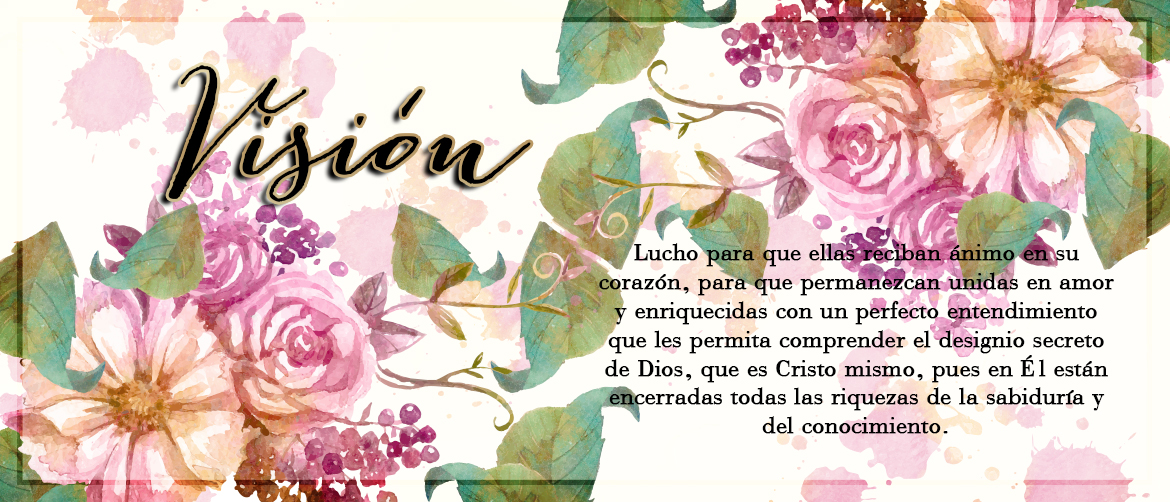 Visión
Lucho para que ellas reciban ánimo en su
corazón, para que permanezcan unidas en amor
y enriquecidas con un perfecto entendimiento
que les permita comprender el designio secreto
de Dios, que es Cristo mismo, pues en Él están
encerradas todas las riquezas de la sabiduría y
del conocimiento.